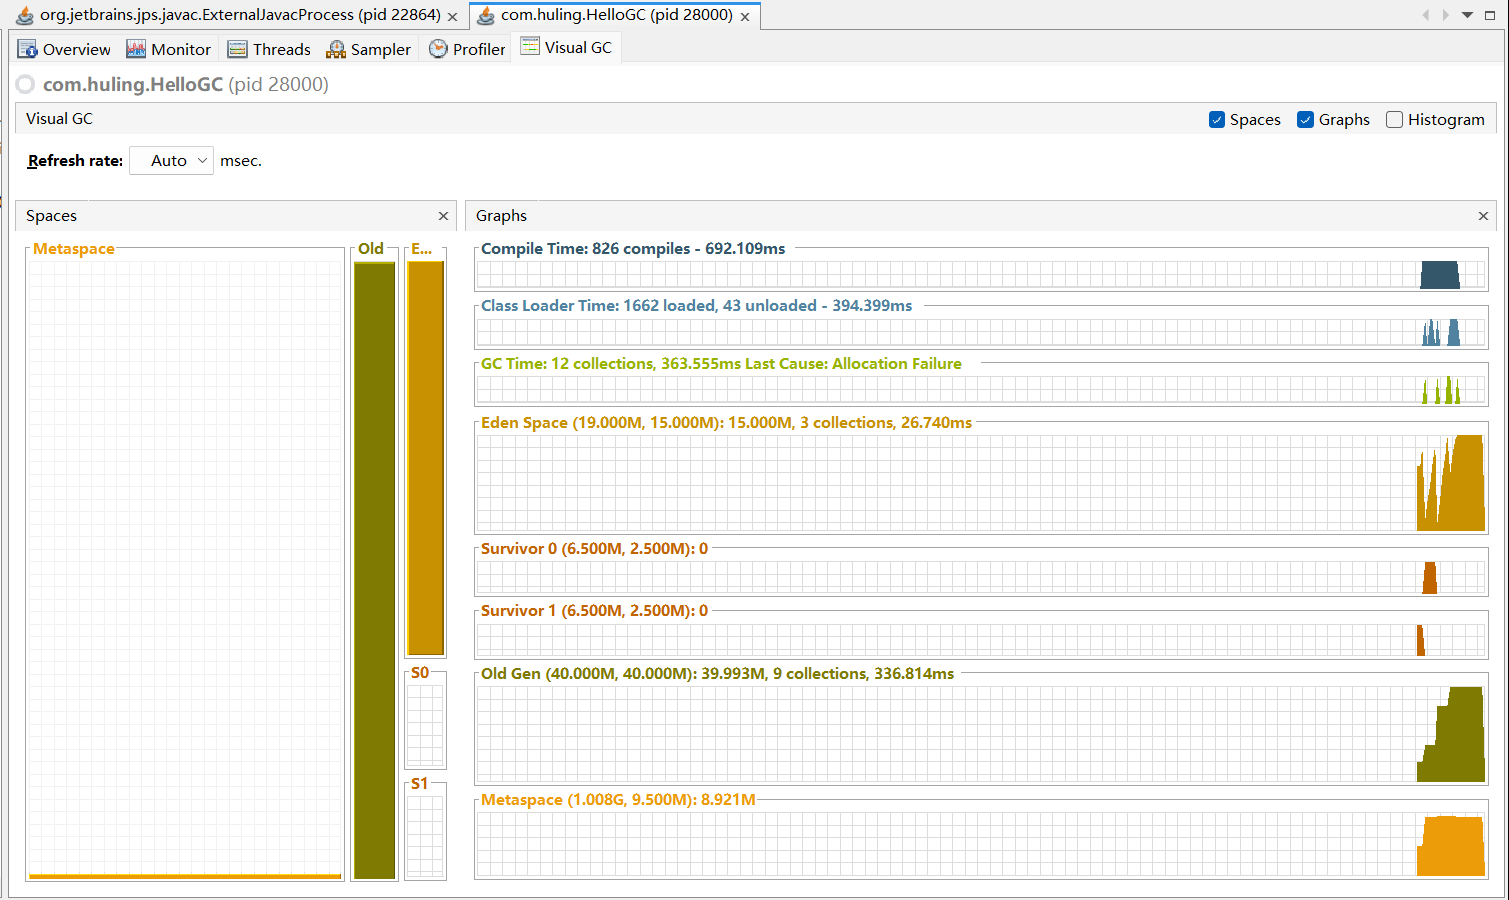 org.jetbrains.jps.javac.ExternalJavacProcess (pid 22864) com.huling.HelloGC (pid 28000)
Overview Monitor Threads Sampler Profiler Visual GC
com.huling.HelloGC (pid 28000)
Visual GC Spaces Graphs Histogram
Refresh rate: Auto msec.
Spaces
Metaspace Old E...
S0
S1
Graphs
Compile Time: 826 compiles - 692.109ms
Class Loader Time: 1662 loaded, 43 unloaded - 394.399ms
GC Time: 12 collections, 363.555ms Last Cause: Allocation Failure
Eden Space (19.000M, 15.000M): 15.000M, 3 collections, 26.740ms
Survivor 0 (6.500M, 2.500M): 0
Survivor 1 (6.500M, 2.500M): 0
Old Gen (40.000M, 40.000M): 39.993M, 9 collections, 336.814ms
Metaspace (1.008G, 9.500M): 8.921M